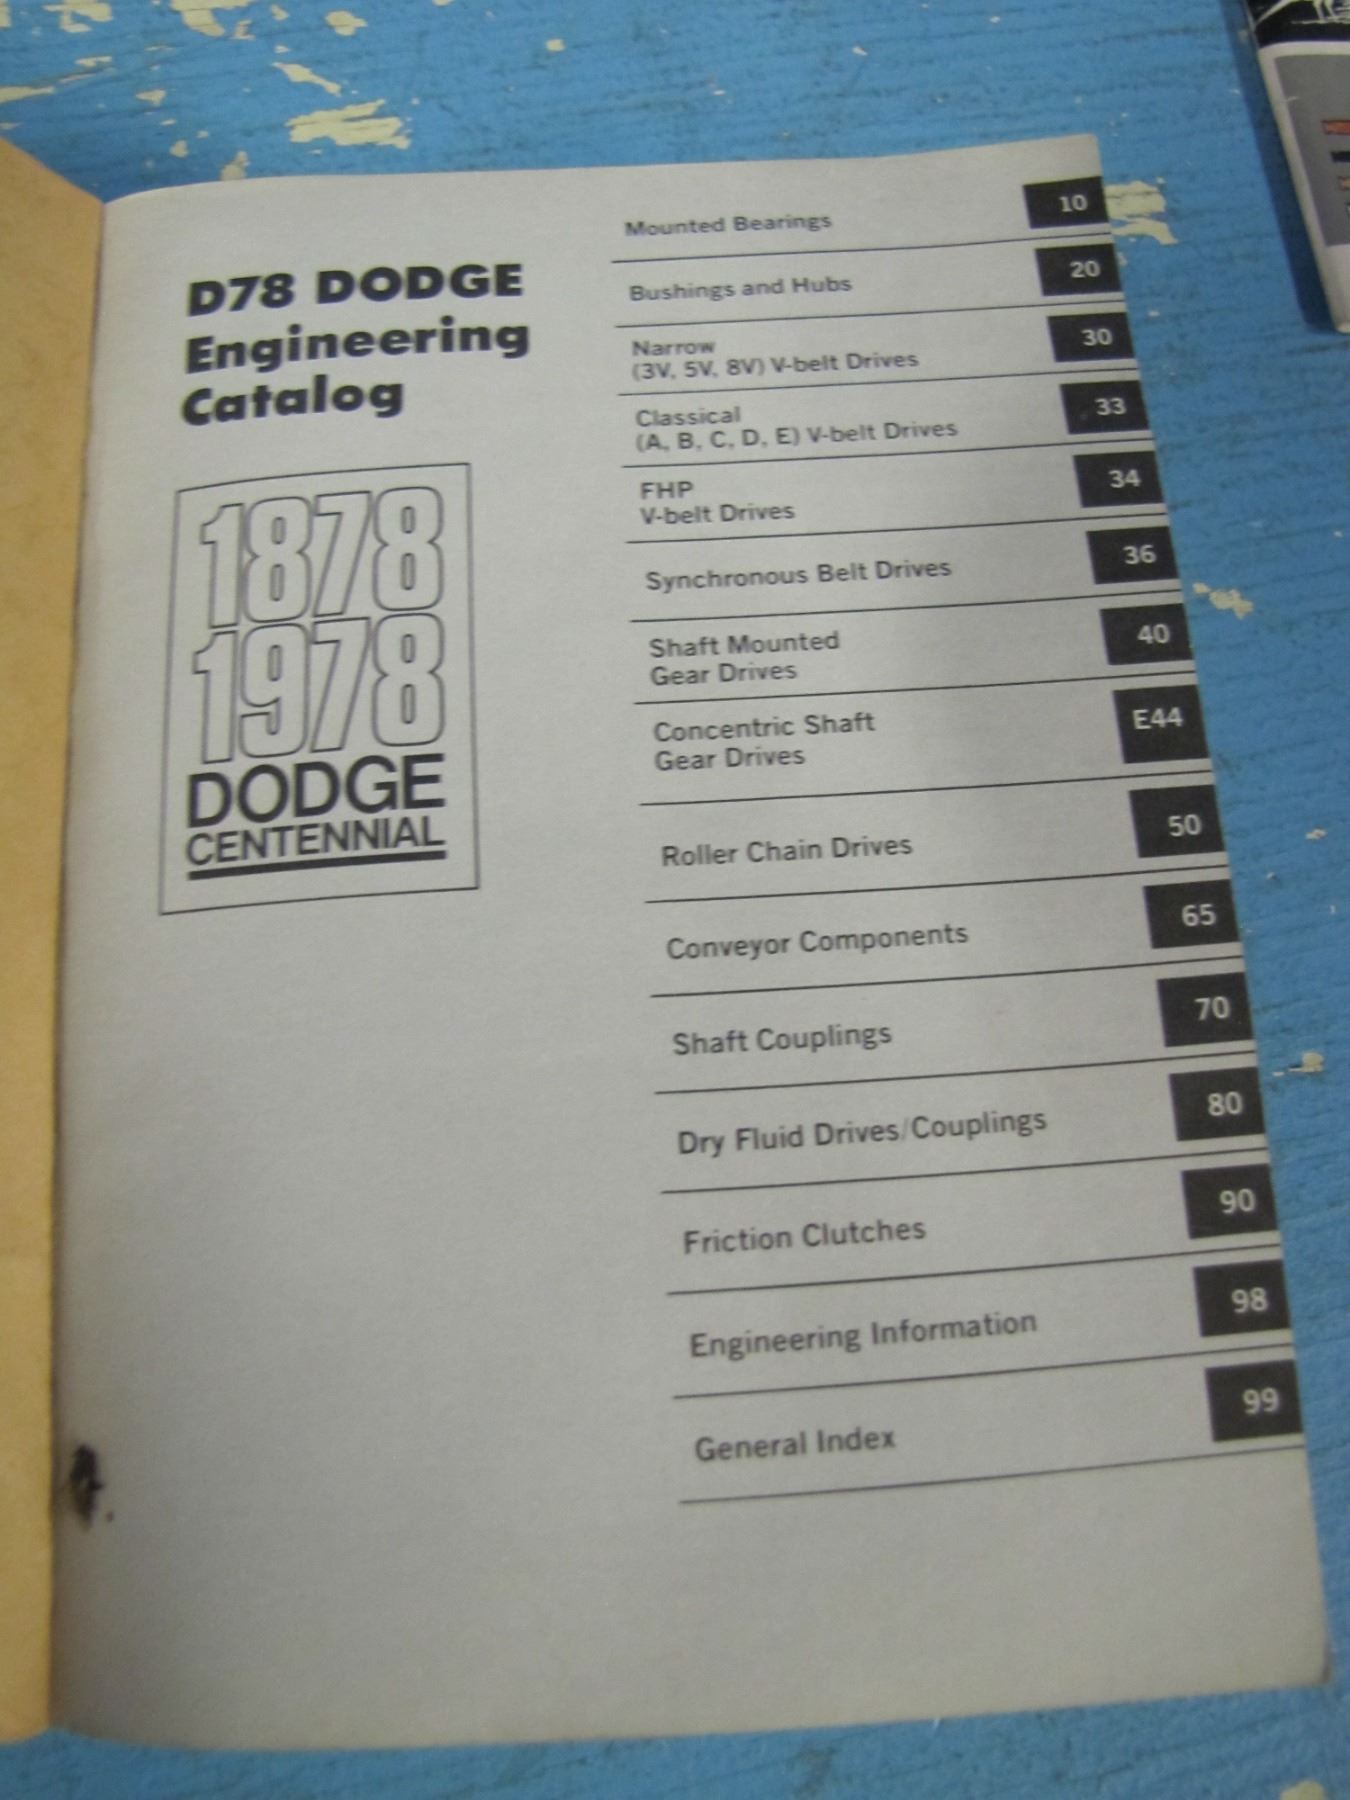 D78 DODGE
Engineering
Catalog
1878
1978
DODGE
CENTENNIAL
Mounted Bearings 10
Bushings and Hubs 20
Narrow
(3V, 5V, 8V) V-belt Drives 30
Classical
(A, B, C, D, E) V-belt Drives 33
FHP
V-belt Drives 34
Synchronous Belt Drives 36
Shaft Mounted
Gear Drives 40
Concentric Shaft
Gear Drives E44
Roller Chain Drives 50
Conveyor Components 65
Shaft Couplings 70
Dry Fluid Drives/Couplings 80
Friction Clutches 90
Engineering Information 98
General Index 99